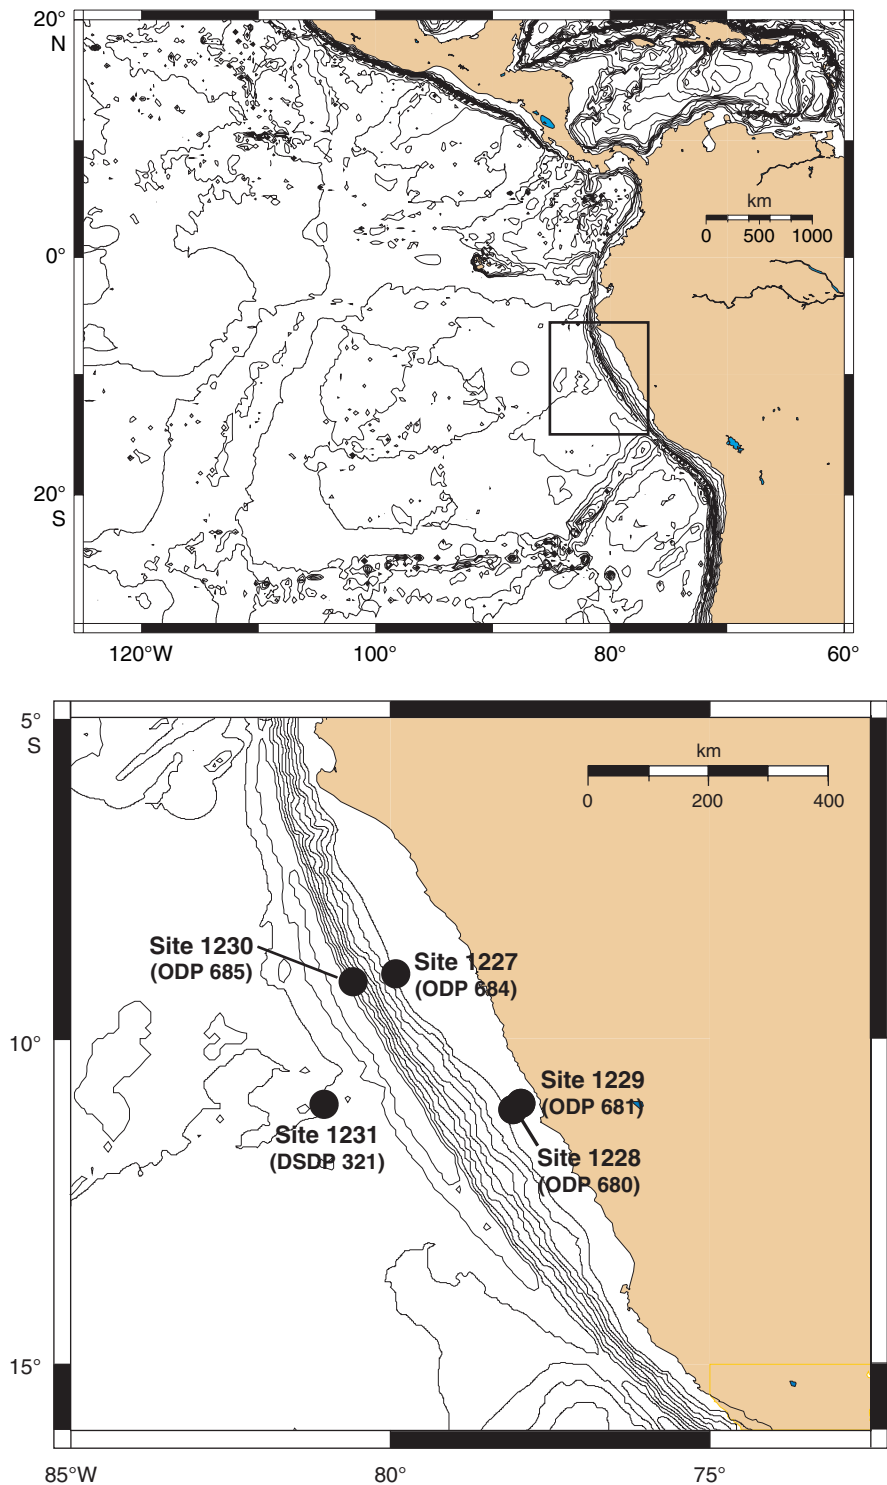 20°
N
km
0 500 1000
0°
20°
S
120°W 100° 80° 60°
5°
S
km
0 200 400
Site 1230
(ODP 685)
Site 1227
(ODP 684)
10°
Site 1229
(ODP 681)
Site 1231
(DSDP 321)
Site 1228
(ODP 680)
15°
85°W 80° 75°